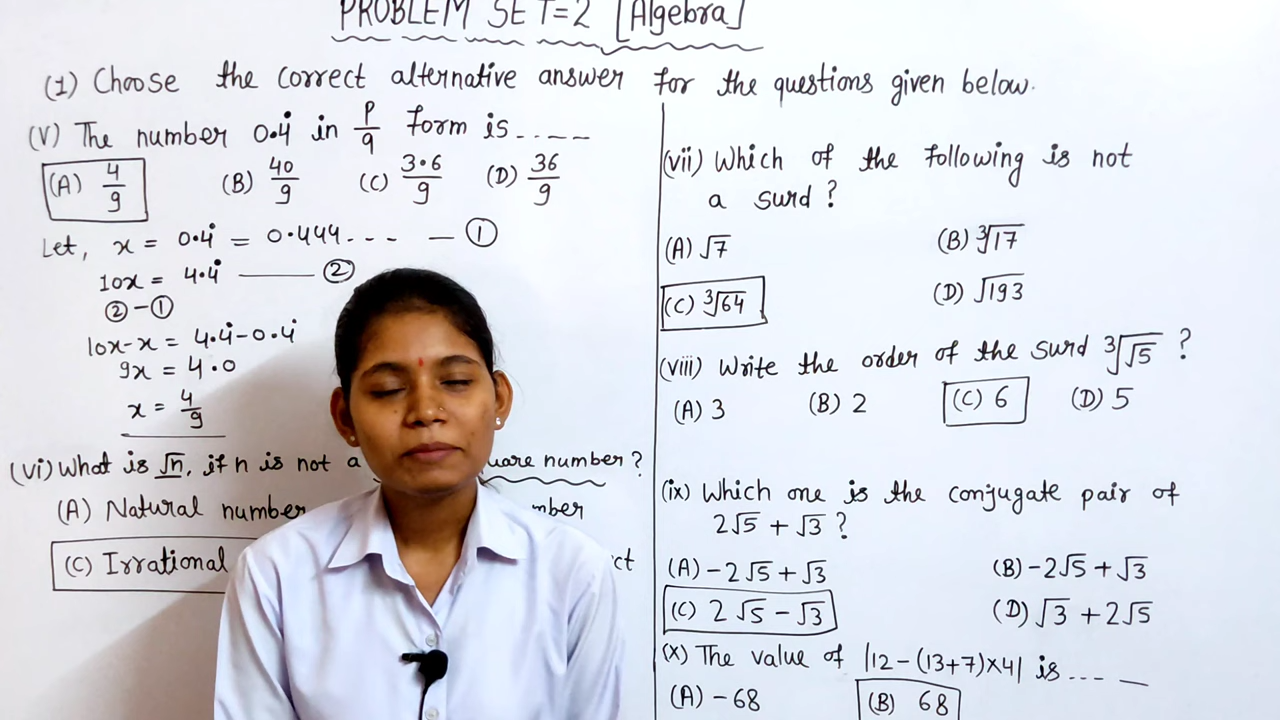 PROBLEM SET=2 [Algebra]
(1) Choose the correct alternative answer for the questions given below.
(V) The number 0.4̇ in P/q form is....
(A) 4/9 (B) 40/9 (C) 3.6/9 (D) 36/9
Let, x = 0.4̇ = 0.444... — ①
10x = 4.4̇ — ②
②-①
10x-x = 4.4̇-0.4̇
9x = 4.0
x = 4/9
(vi) What is √n, if n is not a number?
(A) Natural number
(C) Irrational
(vii) Which of the following is not
a surd?
(A) √7 (B) ∛17
(C) ∛64 (D) √193
(viii) Write the order of the surd ∛√5 ?
(A) 3 (B) 2 (C) 6 (D) 5
(ix) Which one is the conjugate pair of
2√5 + √3 ?
(A) -2√5 + √3 (B) -2√5 + √3
(C) 2√5 - √3 (D) √3 + 2√5
(x) The value of |12-(13+7)×4| is....
(A) -68 (B) 68